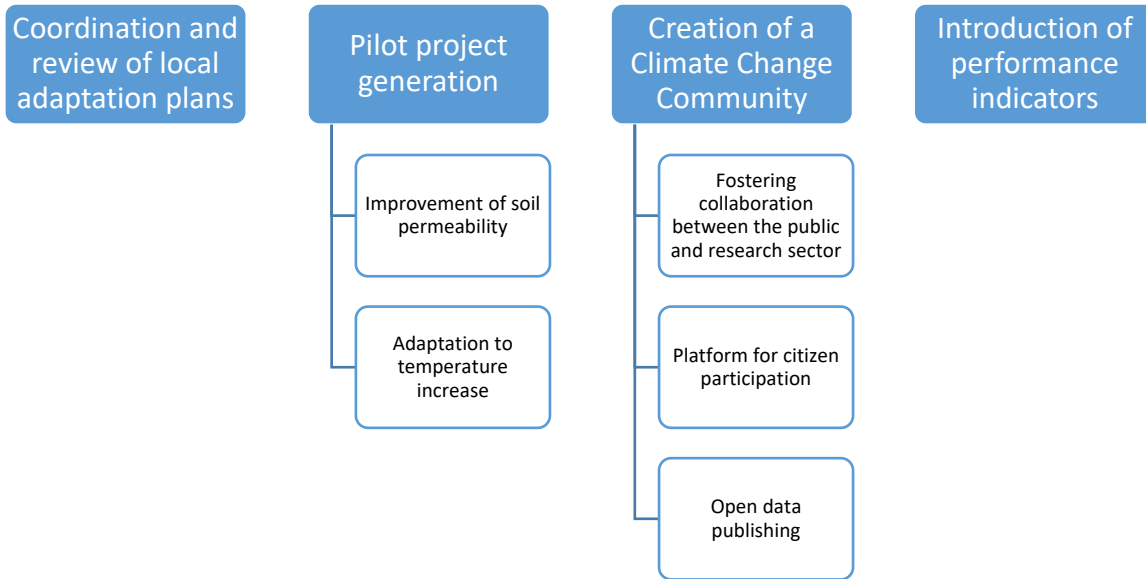 Coordination and
review of local
adaptation plans
Pilot project
generation
Improvement of soil
permeability
Adaptation to
temperature
increase
Creation of a
Climate Change
Community
Fostering
collaboration
between the public
and research sector
Platform for citizen
participation
Open data
publishing
Introduction of
performance
indicators